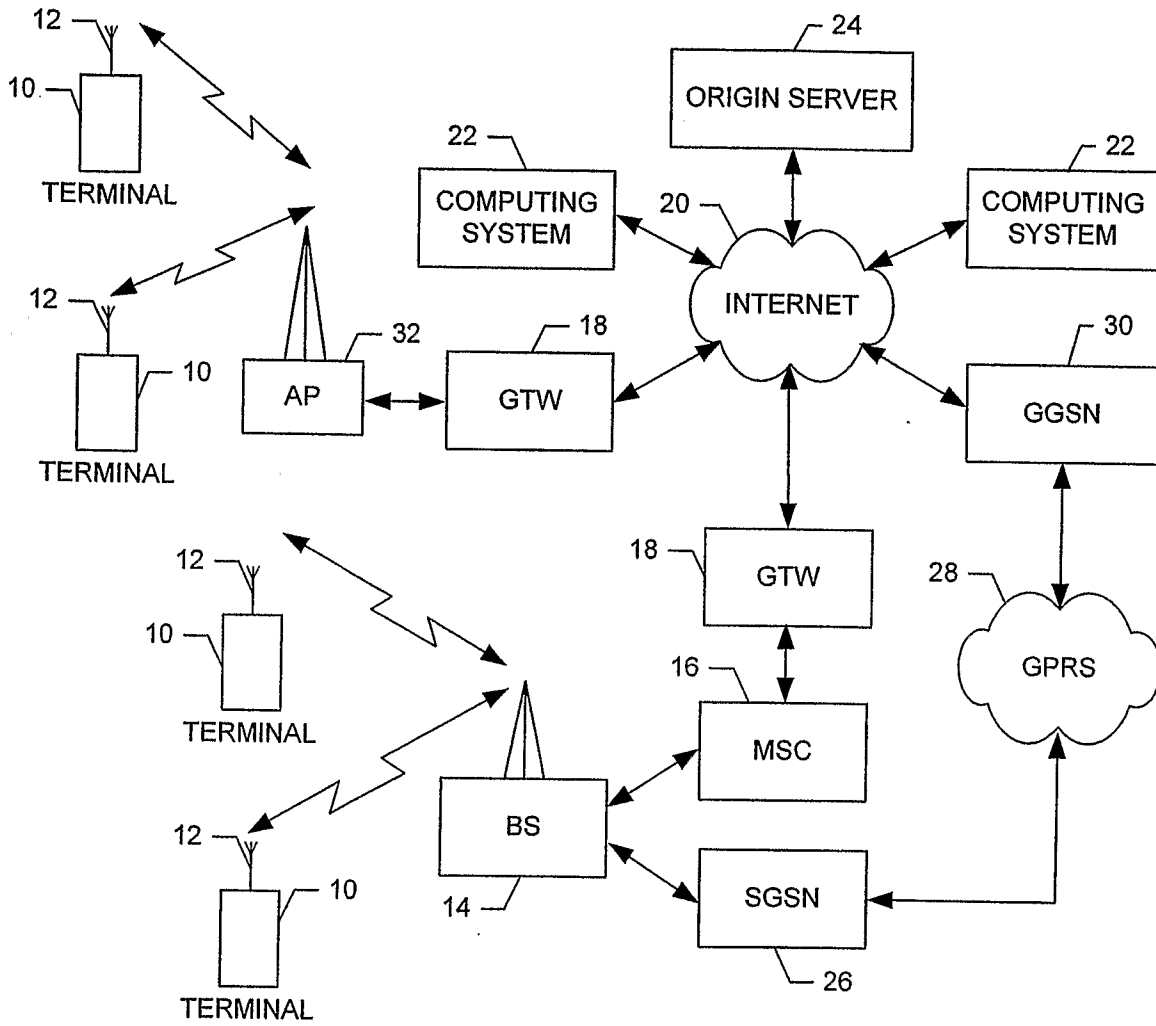 12
24
10
ORIGIN SERVER
TERMINAL
22
COMPUTING
SYSTEM
20
22
COMPUTING
SYSTEM
INTERNET
12
10
TERMINAL
32
AP
18
GTW
30
GGSN
12
10
TERMINAL
18
GTW
28
GPRS
16
MSC
BS
14
12
10
TERMINAL
SGSN
26